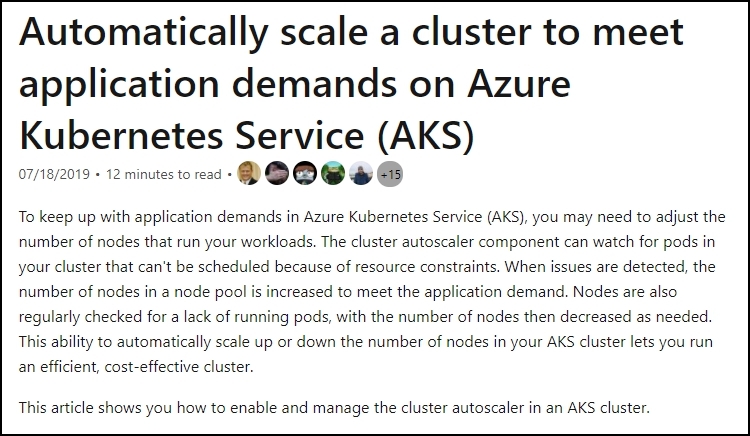 Automatically scale a cluster to meet
application demands on Azure
Kubernetes Service (AKS)
07/18/2019 • 12 minutes to read • +15
To keep up with application demands in Azure Kubernetes Service (AKS), you may need to adjust the
number of nodes that run your workloads. The cluster autoscaler component can watch for pods in
your cluster that can't be scheduled because of resource constraints. When issues are detected, the
number of nodes in a node pool is increased to meet the application demand. Nodes are also
regularly checked for a lack of running pods, with the number of nodes then decreased as needed.
This ability to automatically scale up or down the number of nodes in your AKS cluster lets you run
an efficient, cost-effective cluster.
This article shows you how to enable and manage the cluster autoscaler in an AKS cluster.